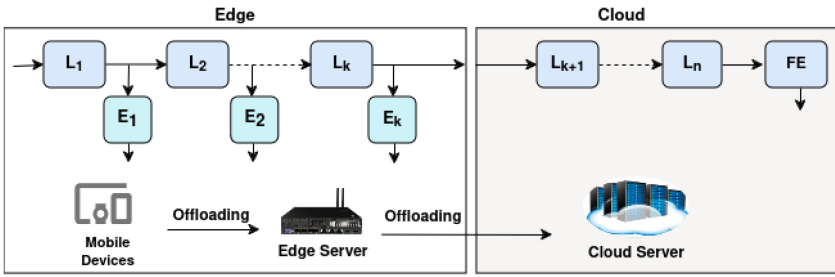 Edge
Cloud
L1
L2
Lk
Lk+1
Ln
FE
E1
E2
Ek
Offloading
Offloading
Mobile
Devices
Edge Server
Cloud Server